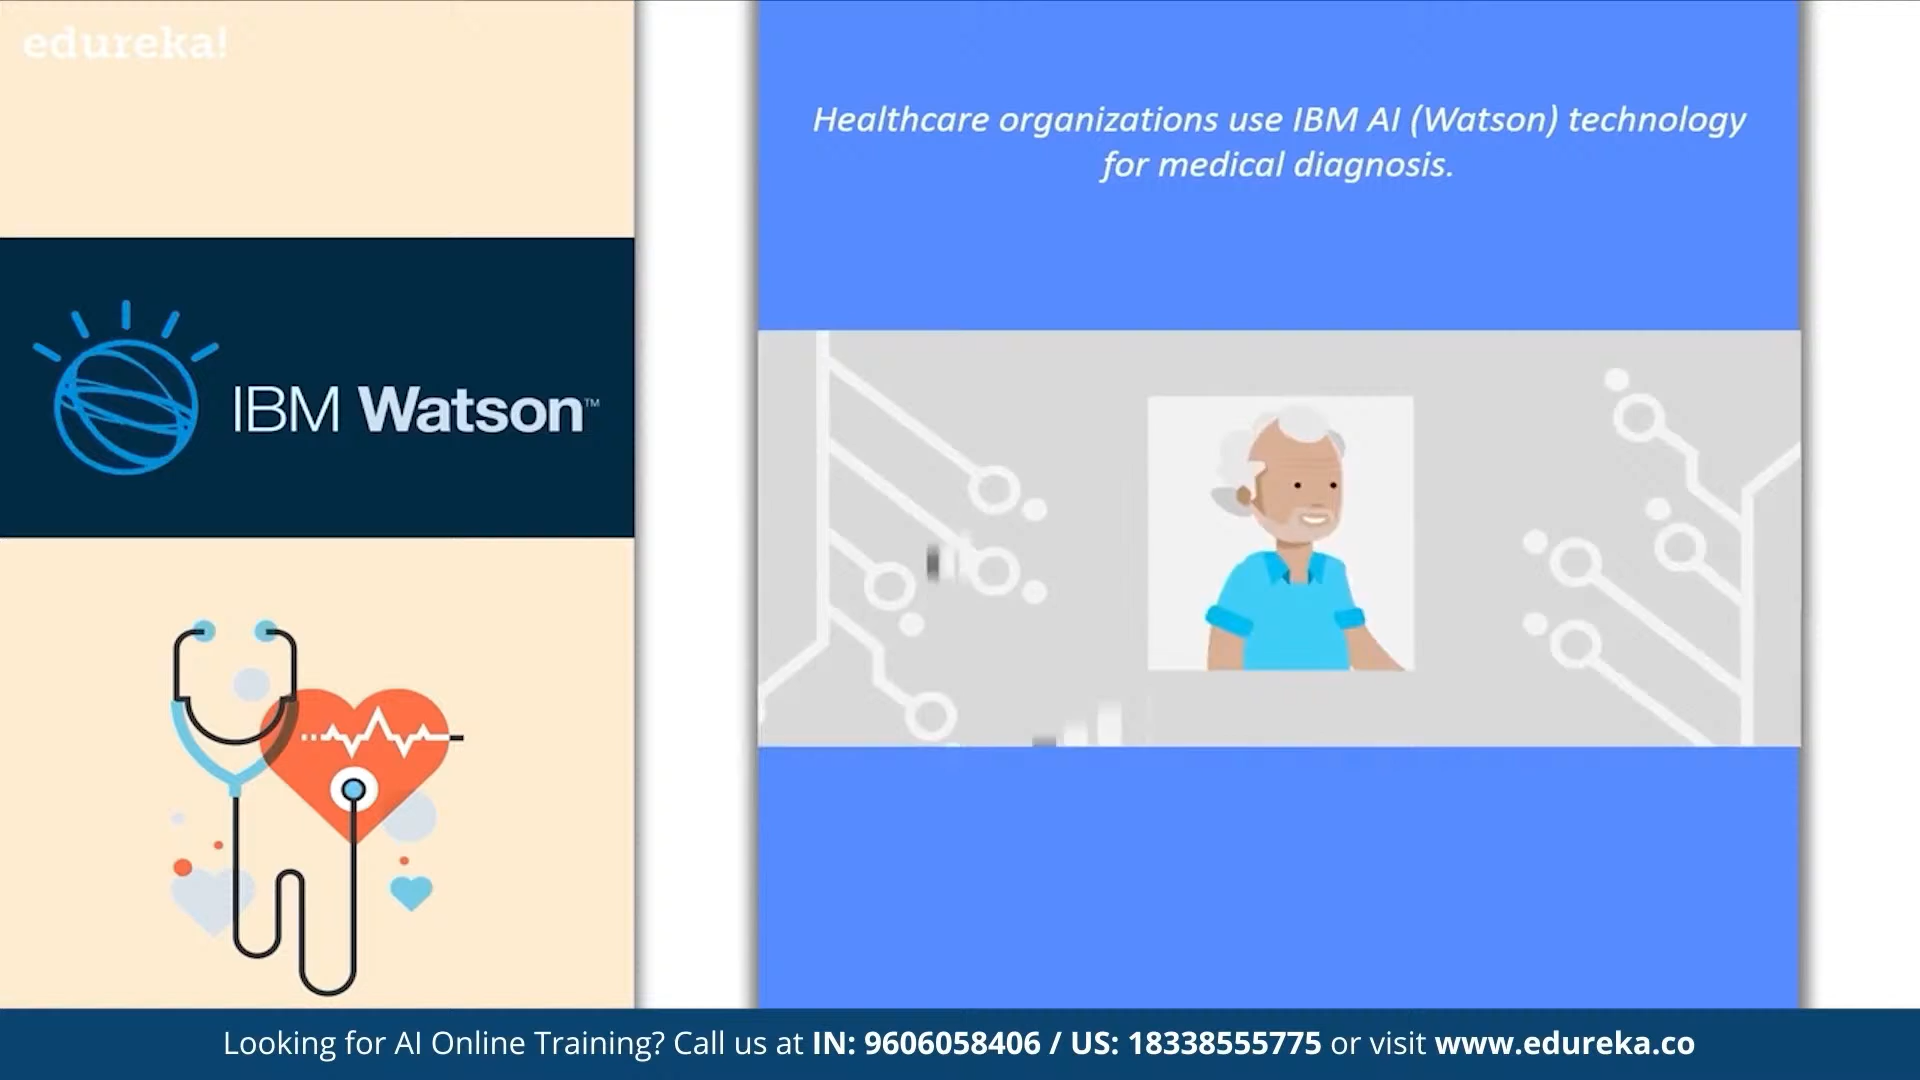 edureka!
Healthcare organizations use IBM AI (Watson) technology
for medical diagnosis.
IBM Watson™
Looking for AI Online Training? Call us at IN: 9606058406 / US: 18338555775 or visit www.edureka.co